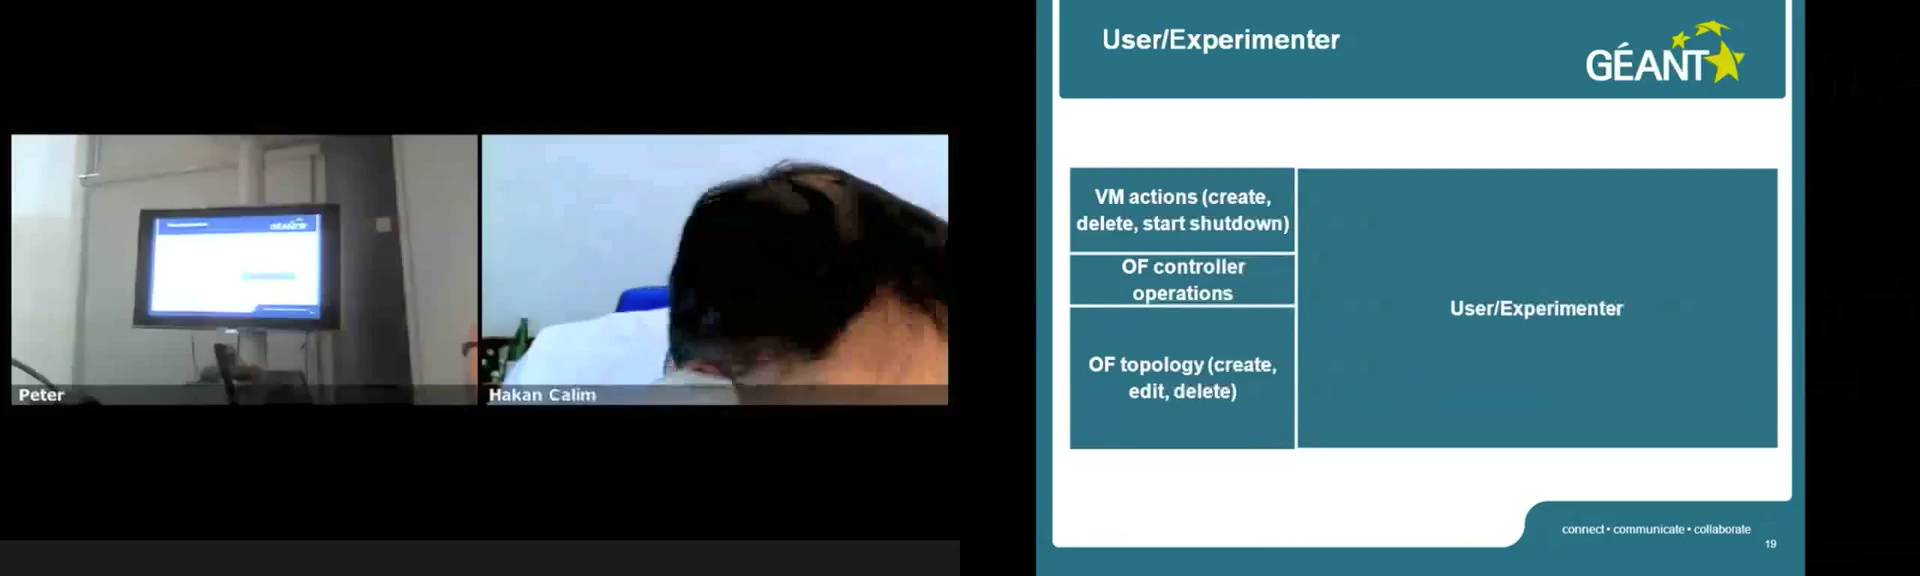 Peter
Hakan Calim
User/Experimenter
GÉANT
VM actions (create,
delete, start shutdown)
OF controller
operations
OF topology (create,
edit, delete)
User/Experimenter
connect • communicate • collaborate
19